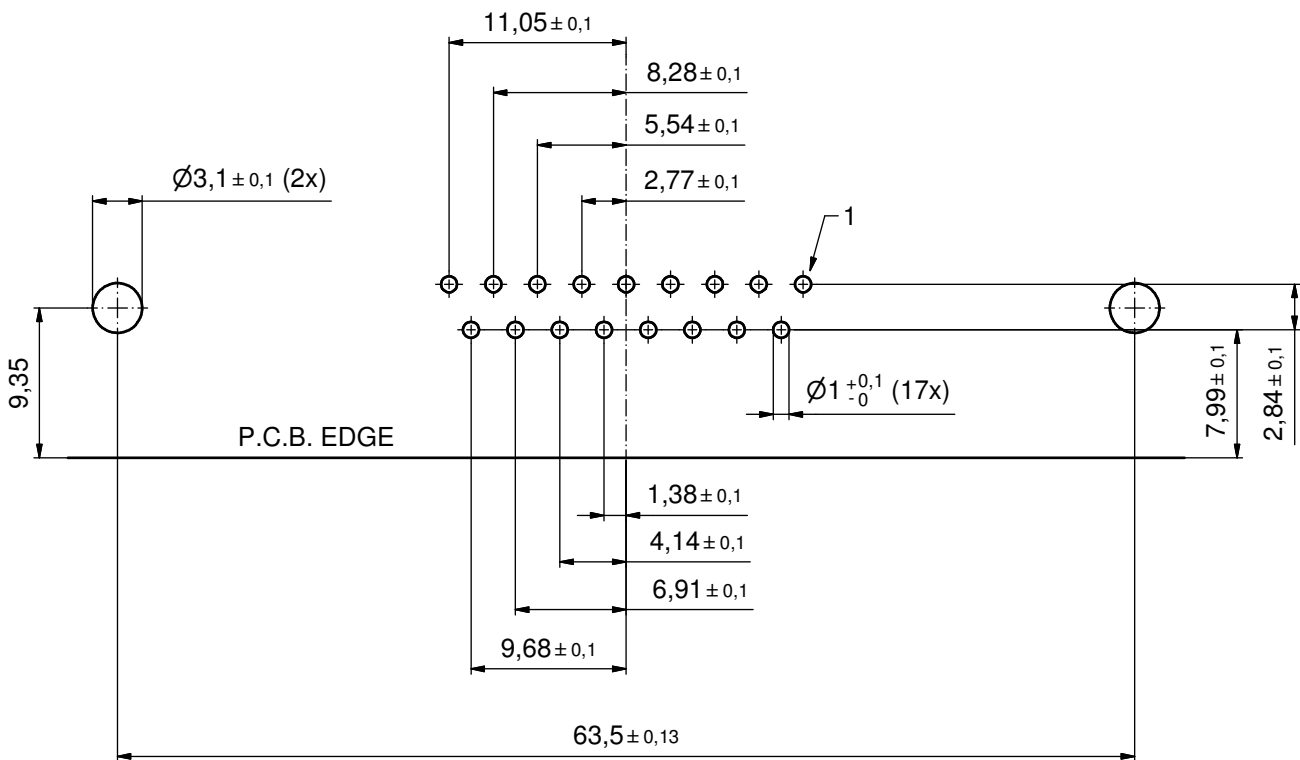 11,05 ± 0,1
8,28 ± 0,1
5,54 ± 0,1
Ø3,1 ± 0,1 (2x)
2,77 ± 0,1
1
9,35
Ø1 +0,1 -0 (17x)
7,99 ± 0,1
2,84 ± 0,1
P.C.B. EDGE
1,38 ± 0,1
4,14 ± 0,1
6,91 ± 0,1
9,68 ± 0,1
63,5 ± 0,13